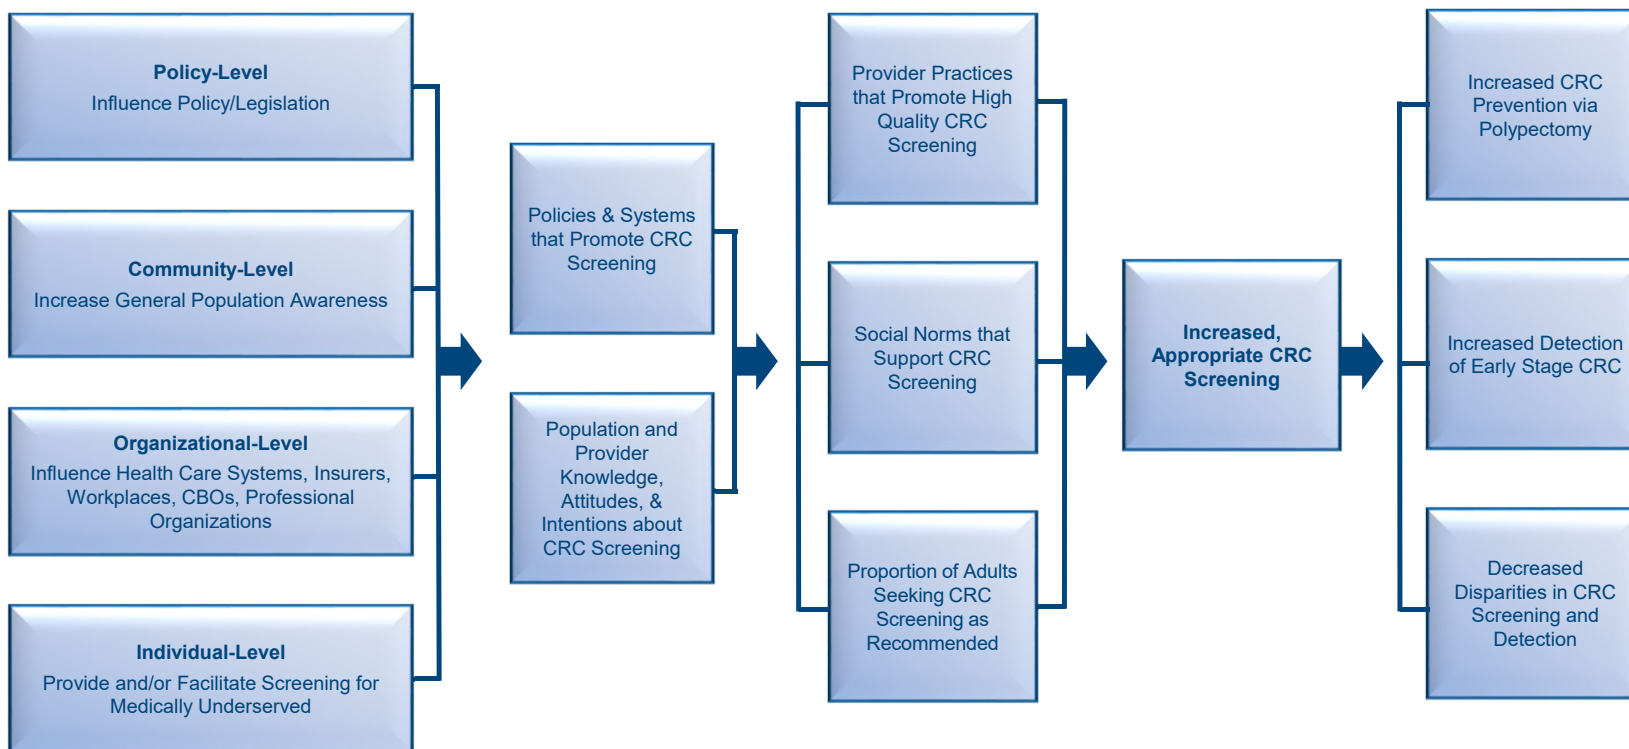 Policy-Level
Influence Policy/Legislation
Community-Level
Increase General Population Awareness
Organizational-Level
Influence Health Care Systems, Insurers,
Workplaces, CBOs, Professional
Organizations
Individual-Level
Provide and/or Facilitate Screening for
Medically Underserved
Policies & Systems
that Promote CRC
Screening
Population and
Provider
Knowledge,
Attitudes, &
Intentions about
CRC Screening
Provider Practices
that Promote High
Quality CRC
Screening
Social Norms that
Support CRC
Screening
Proportion of Adults
Seeking CRC
Screening as
Recommended
Increased,
Appropriate CRC
Screening
Increased CRC
Prevention via
Polypectomy
Increased Detection
of Early Stage CRC
Decreased
Disparities in CRC
Screening and
Detection